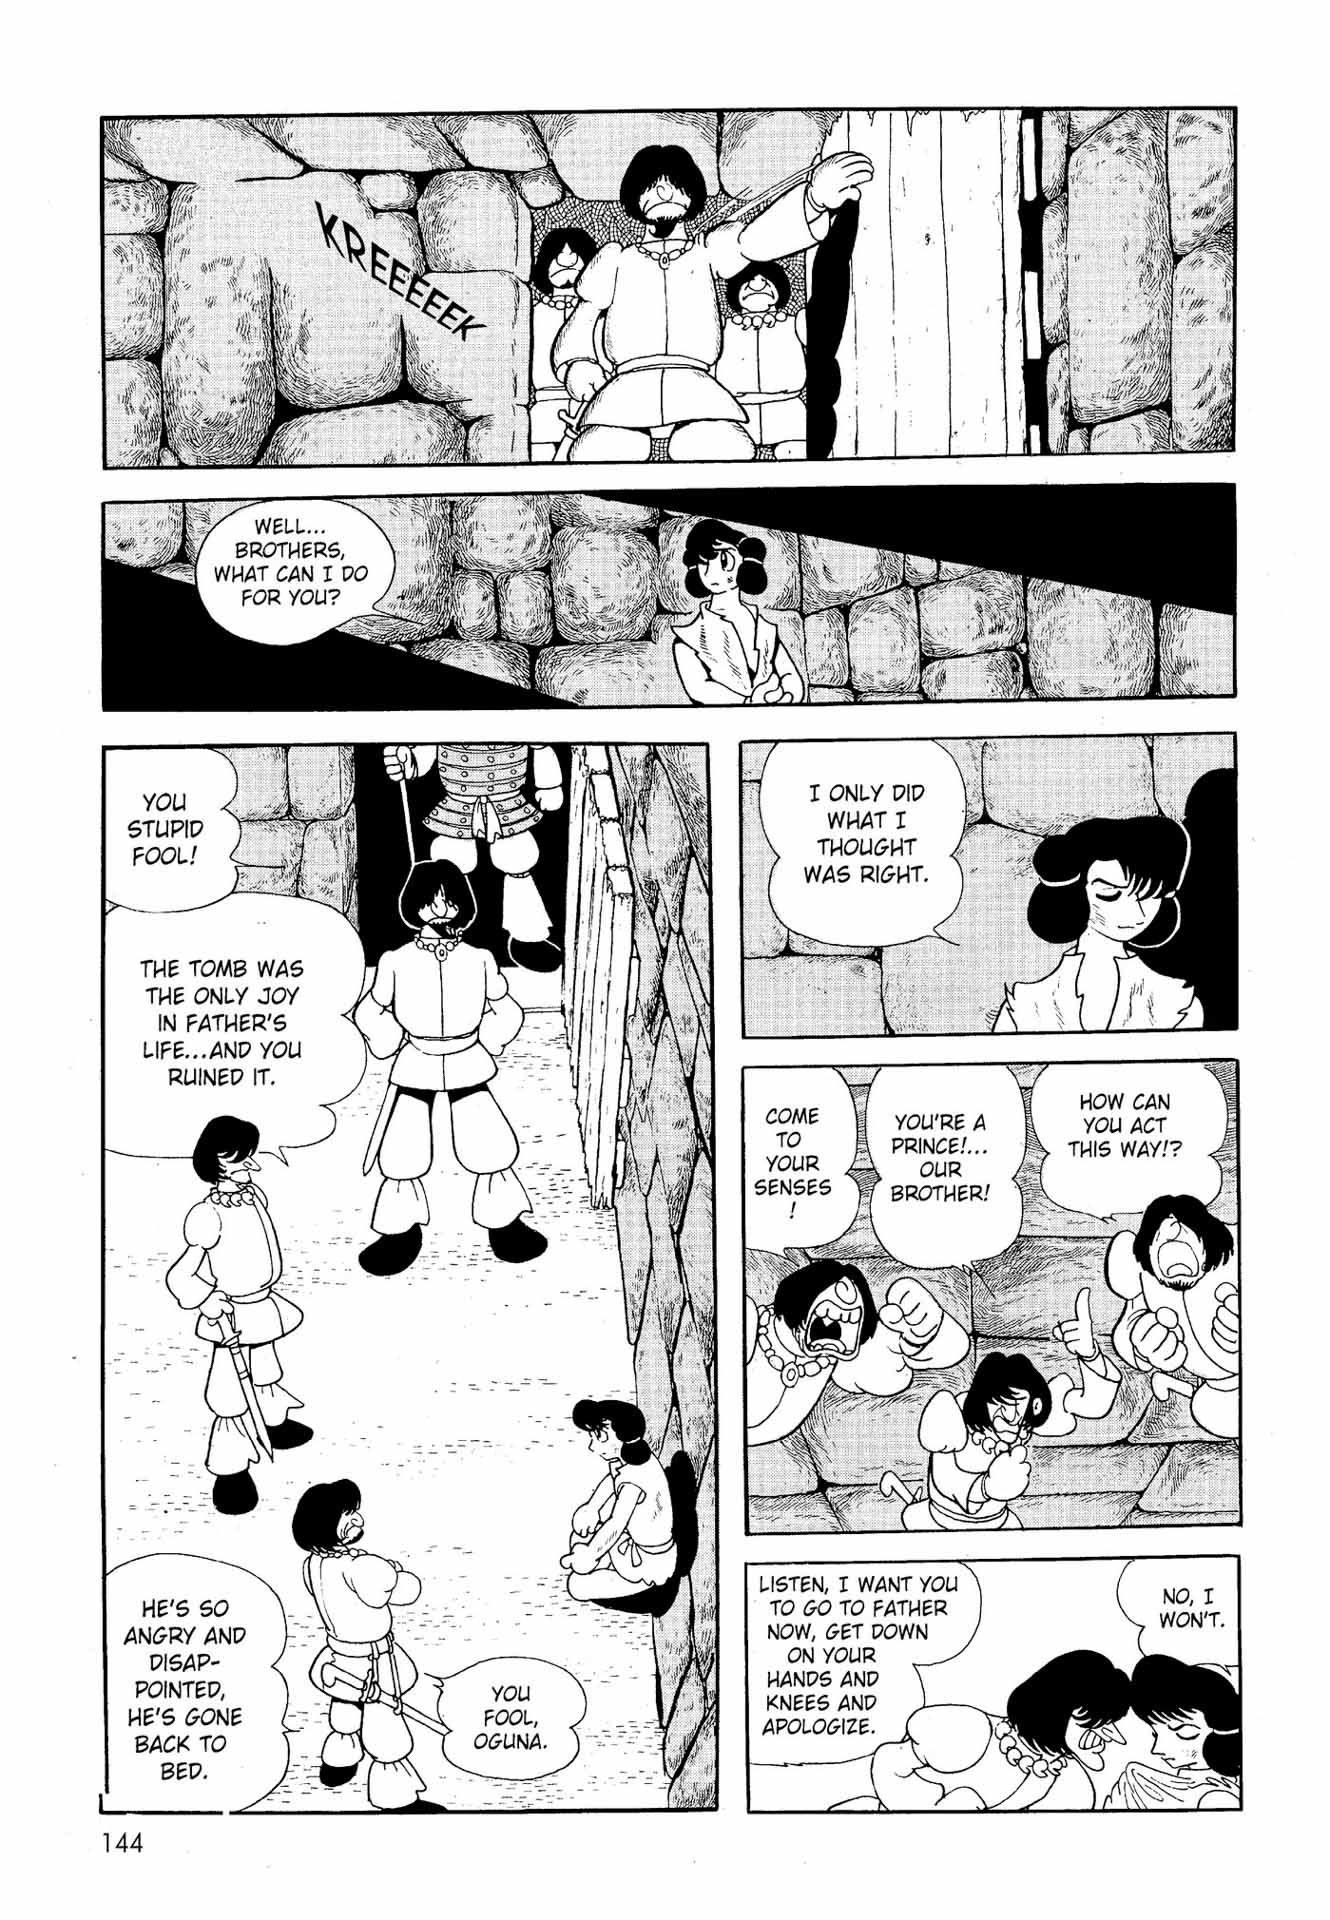 KREEEEEK
WELL...
BROTHERS,
WHAT CAN I DO
FOR YOU?
YOU
STUPID
FOOL!
THE TOMB WAS
THE ONLY JOY
IN FATHER'S
LIFE...AND YOU
RUINED IT.
HE'S SO
ANGRY AND
DISAP-
POINTED,
HE'S GONE
BACK TO
BED.
YOU
FOOL,
OGUNA.
I ONLY DID
WHAT I
THOUGHT
WAS RIGHT.
COME
TO
YOUR
SENSES
!
YOU'RE A
PRINCE!...
OUR
BROTHER!
HOW CAN
YOU ACT
THIS WAY!?
LISTEN, I WANT YOU
TO GO TO FATHER
NOW, GET DOWN
ON YOUR
HANDS AND
KNEES AND
APOLOGIZE.
NO, I
WON'T.
144